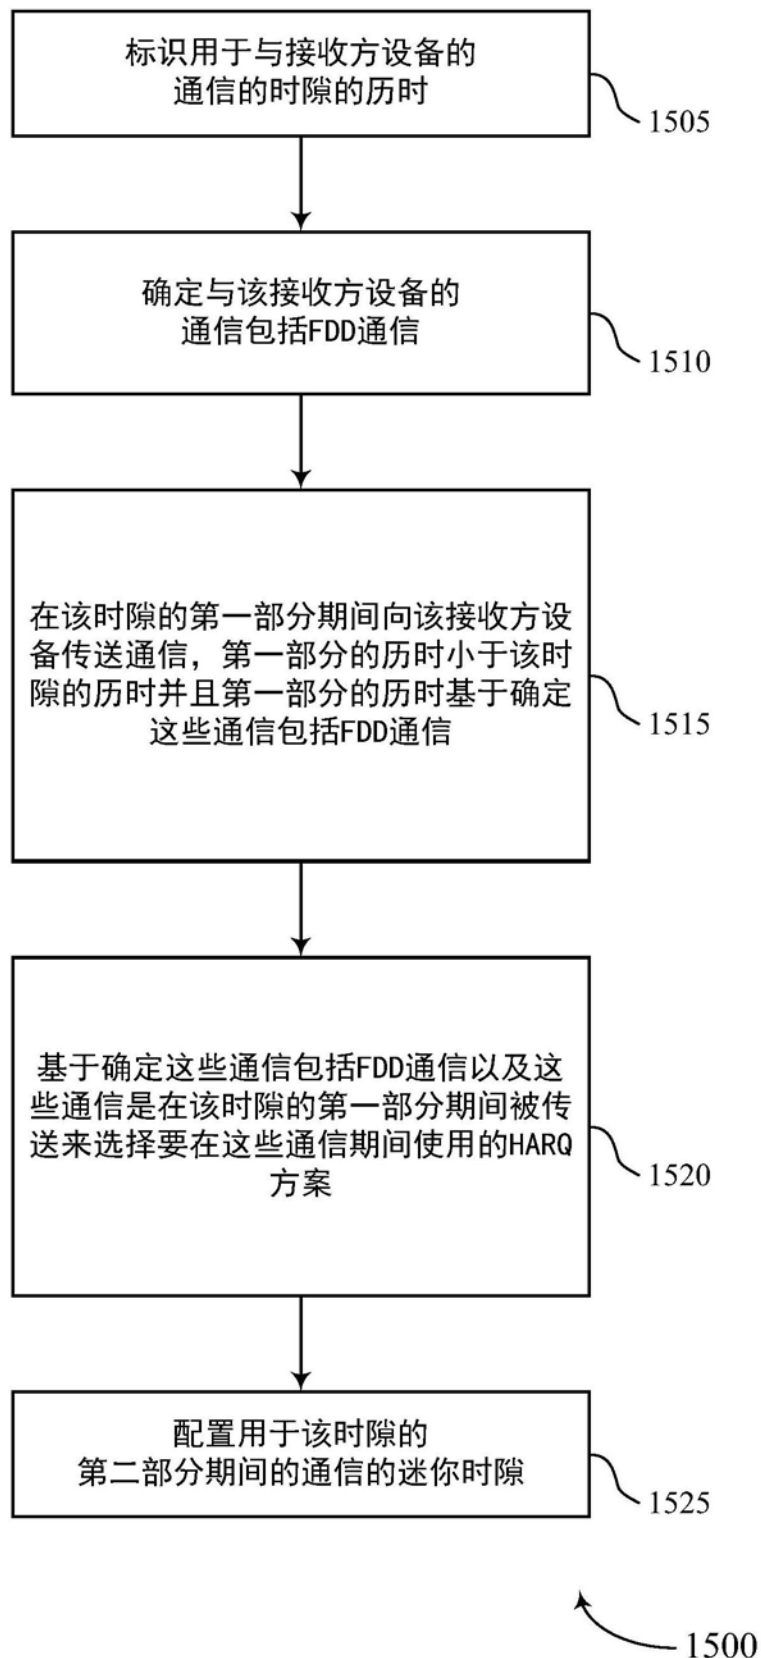 标识用于与接收方设备的
通信的时隙的历时
1505
确定与该接收方设备的
通信包括FDD通信
1510
在该时隙的第一部分期间向该接收方设
备传送通信，第一部分的历时小于该时
隙的历时并且第一部分的历时基于确定
这些通信包括FDD通信
1515
基于确定这些通信包括FDD通信以及这
些通信是在该时隙的第一部分期间被传
送来选择要在这些通信期间使用的HARQ
方案
1520
配置用于该时隙的
第二部分期间的通信的迷你时隙
1525
1500